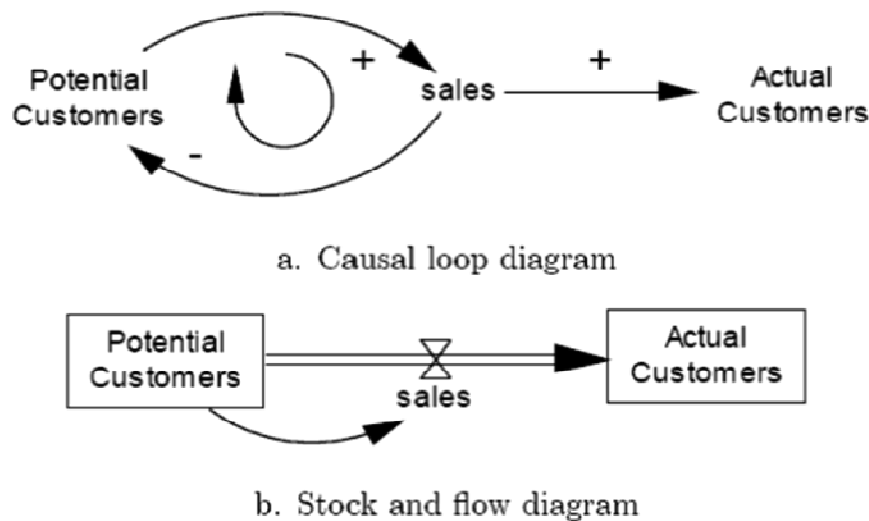 Potential
Customers
+
sales
+
Actual
Customers
-
a. Causal loop diagram
Potential
Customers
sales
Actual
Customers
b. Stock and flow diagram